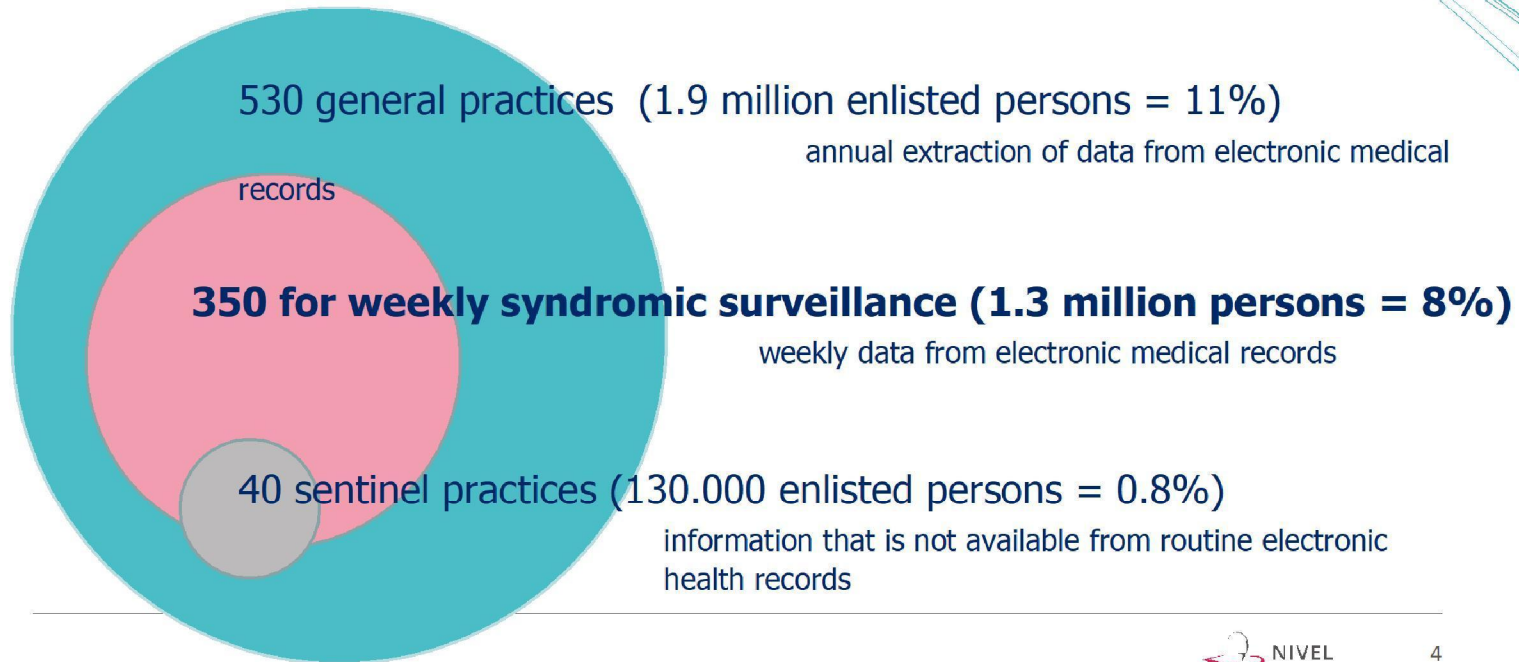 530 general practices (1.9 million enlisted persons = 11%)
annual extraction of data from electronic medical
records
350 for weekly syndromic surveillance (1.3 million persons = 8%)
weekly data from electronic medical records
40 sentinel practices (130.000 enlisted persons = 0.8%)
information that is not available from routine electronic
health records
NIVEL
4